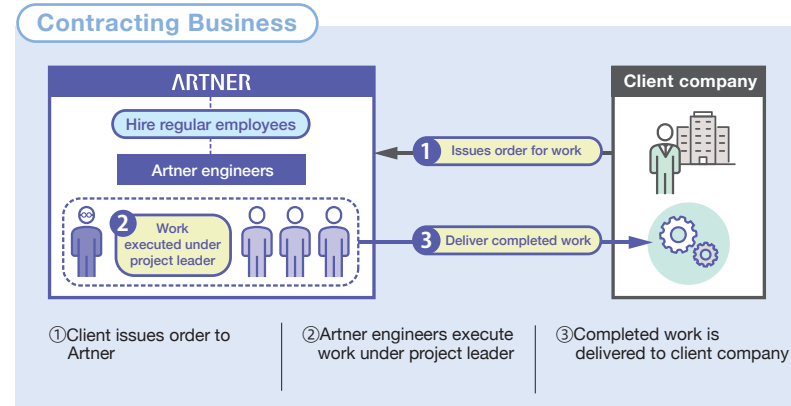 Contracting Business
ARTNER
Client company
Hire regular employees
Artner engineers
1 Issues order for work
2 Work
executed under
project leader
3 Deliver completed work
①Client issues order to
Artner
②Artner engineers execute
work under project leader
③Completed work is
delivered to client company